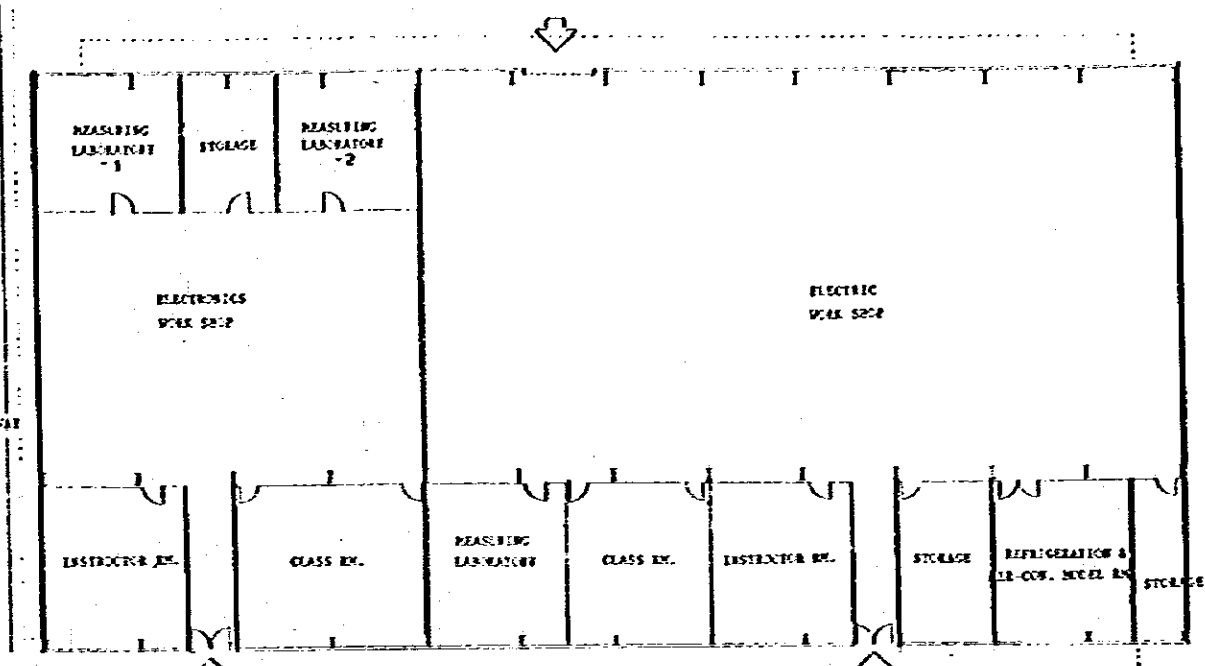 MEASURING
LABORATORY
-1
STORAGE
MEASURING
LABORATORY
-2
ELECTRONICS
WORK SHOP
ELECTRIC
WORK SHOP
INSTRUCTOR RM.
CLASS RM.
MEASURING
LABORATORY
CLASS RM.
INSTRUCTOR RM.
STORAGE
REFRIGERATION &
AIR-CON. MODEL RM
STORAGE